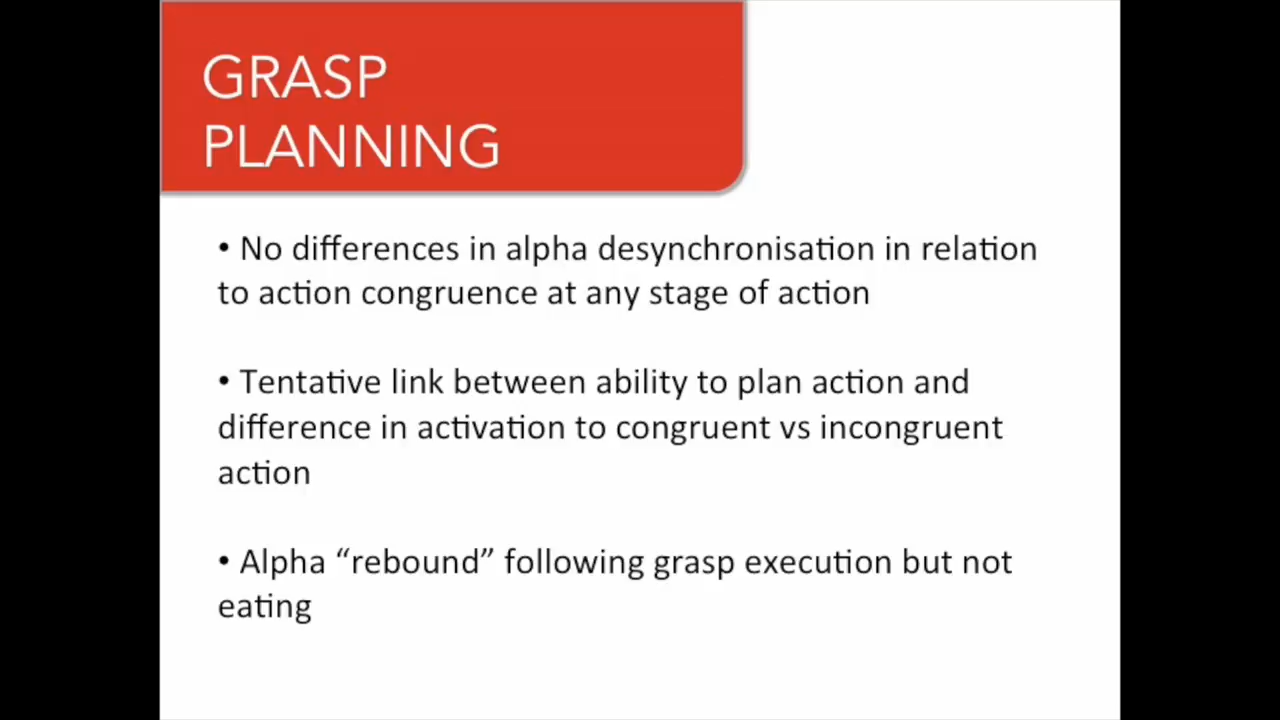 GRASP
PLANNING
• No differences in alpha desynchronisation in relation
to action congruence at any stage of action
• Tentative link between ability to plan action and
difference in activation to congruent vs incongruent
action
• Alpha “rebound” following grasp execution but not
eating